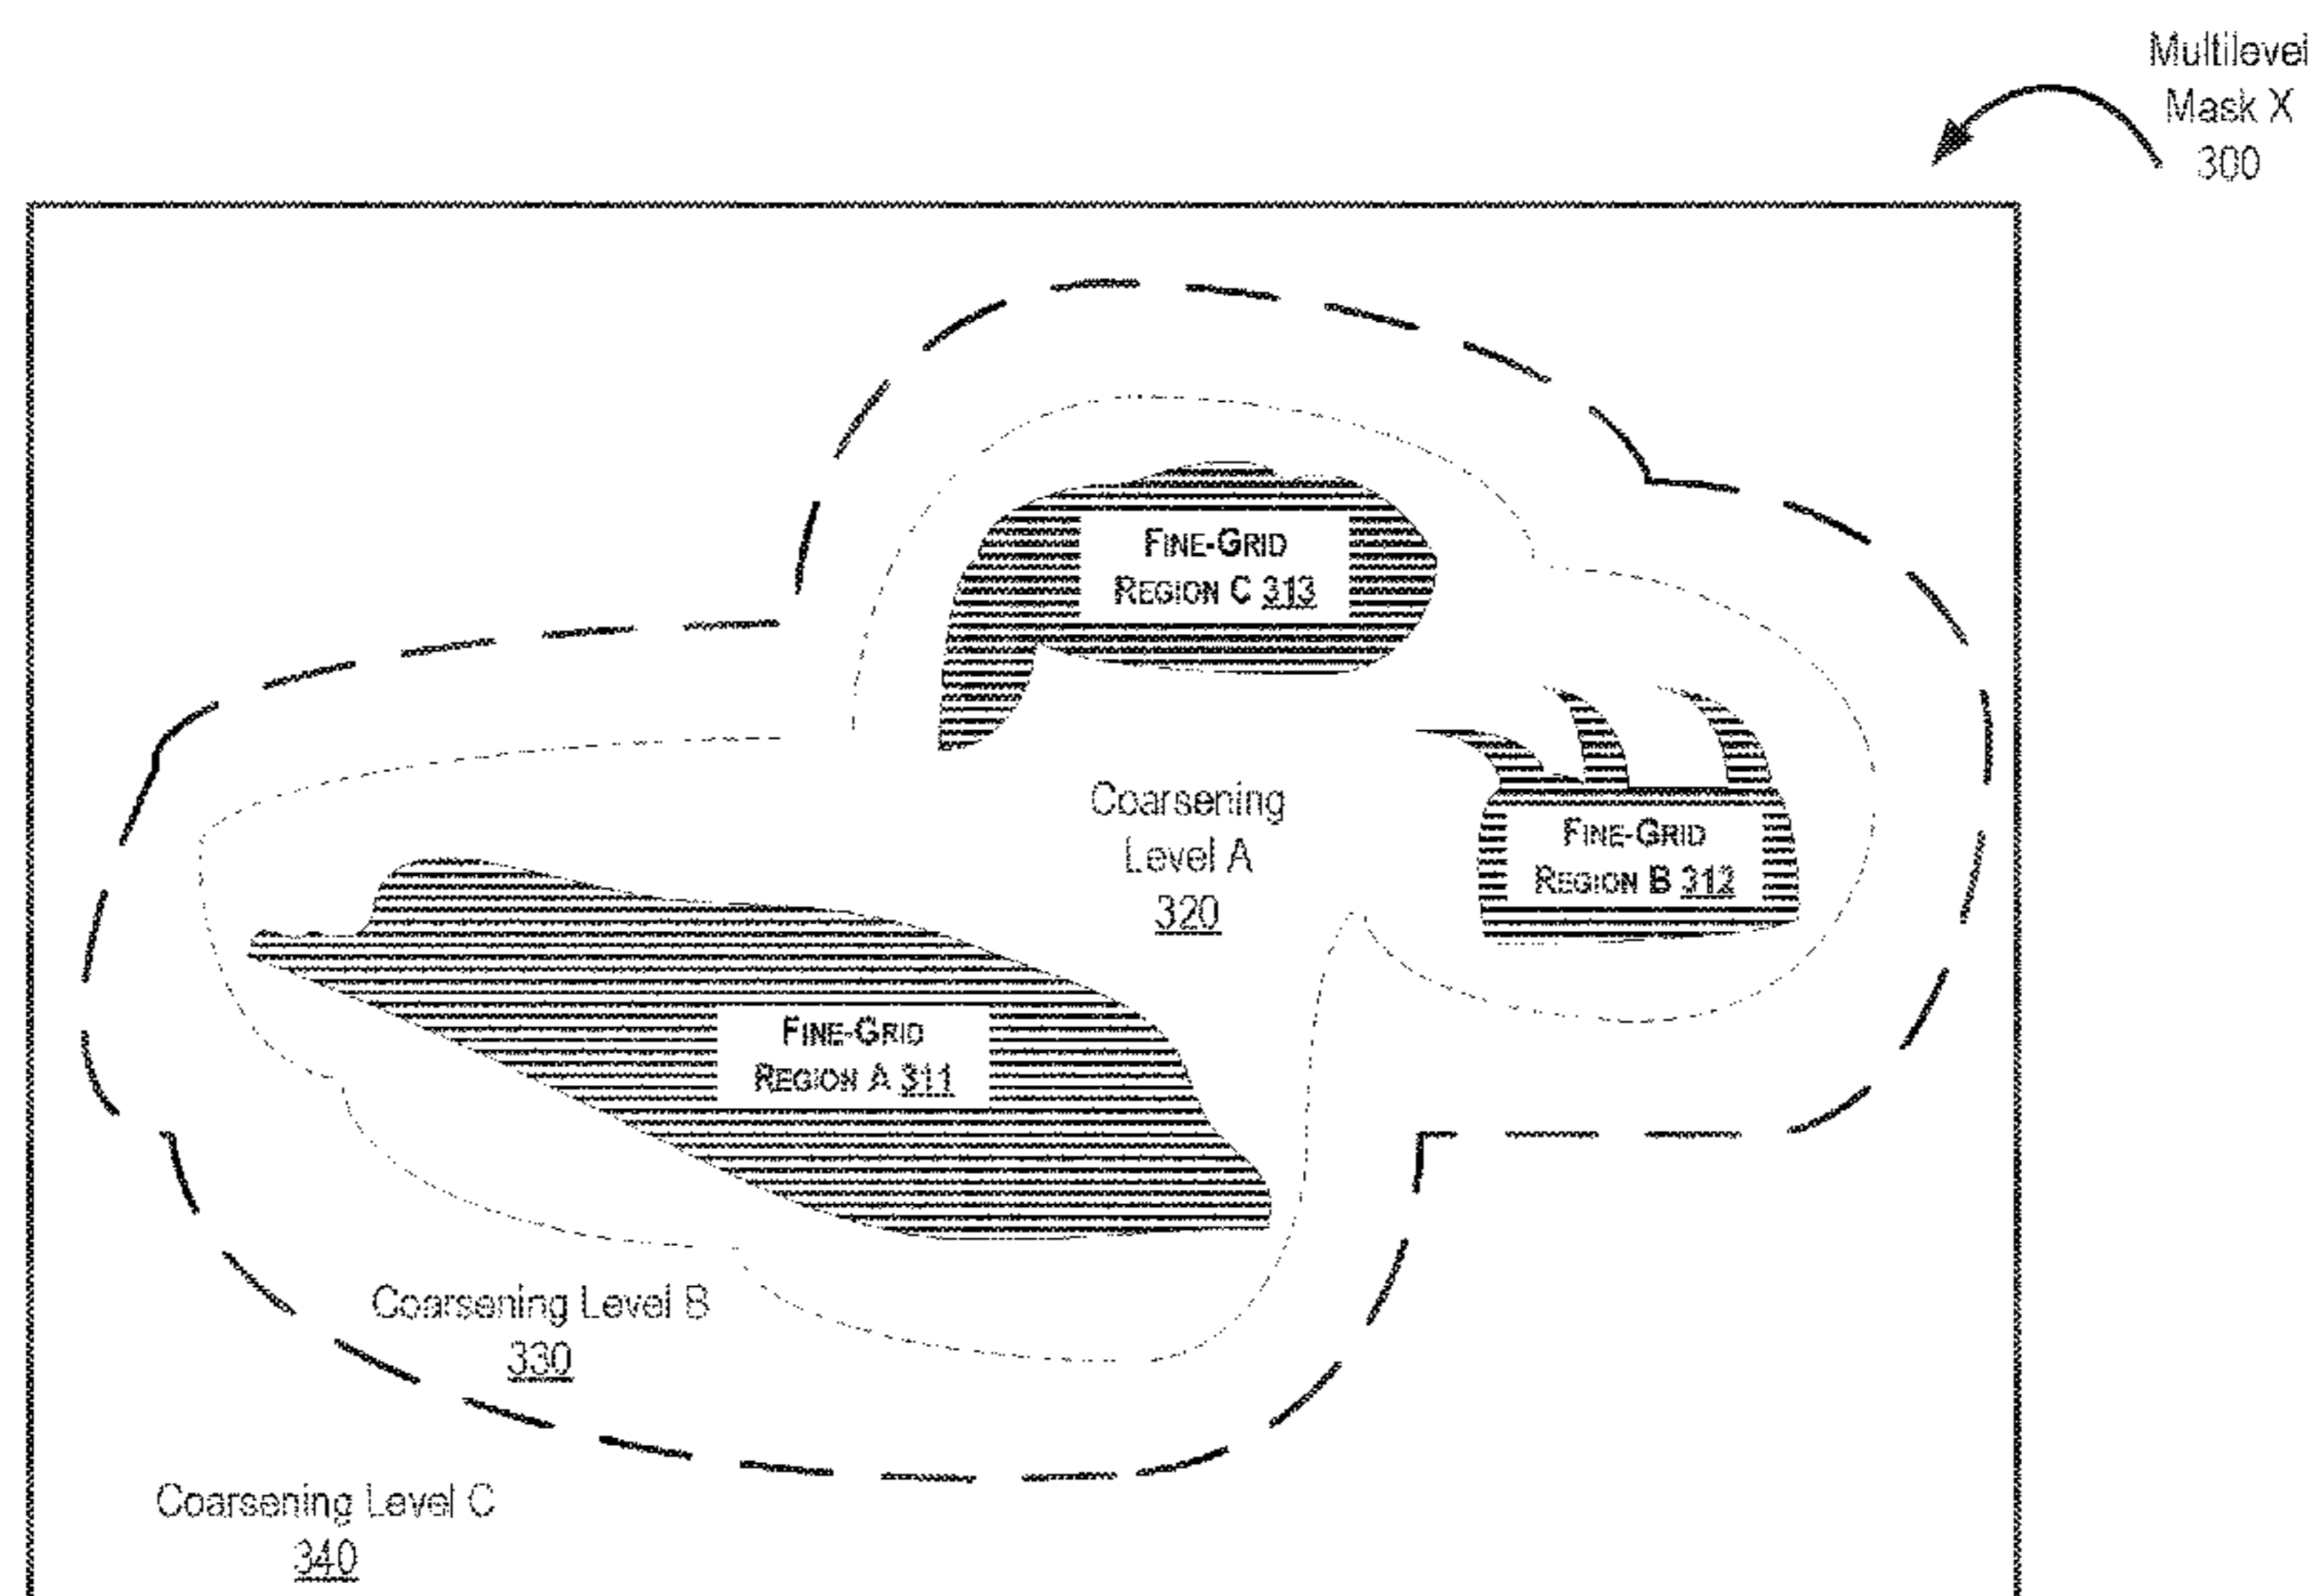 Multilevel
Mask X
300
FINE-GRID
REGION C 313
Coarsening
Level A
320
FINE-GRID
REGION B 312
FINE-GRID
REGION A 311
Coarsening Level B
330
Coarsening Level C
340